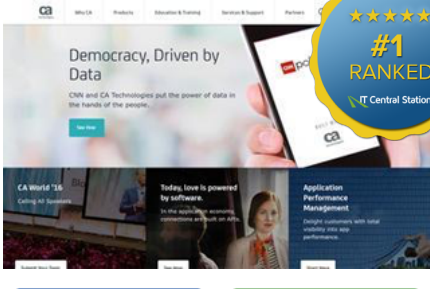 ca
Why CA
Products
Education & Training
Services & Support
Partners
★★★★★
#1
RANKED
IT Central Station
Democracy, Driven by
Data
CNN and CA Technologies put the power of data in
the hands of the people.
See How
CNN
ca
CA World '16
Calling All Speakers
Today, love is powered
by software.
In the application economy,
connections are built on APIs.
Application
Performance
Management
Delight customers with total
visibility into app
performance.